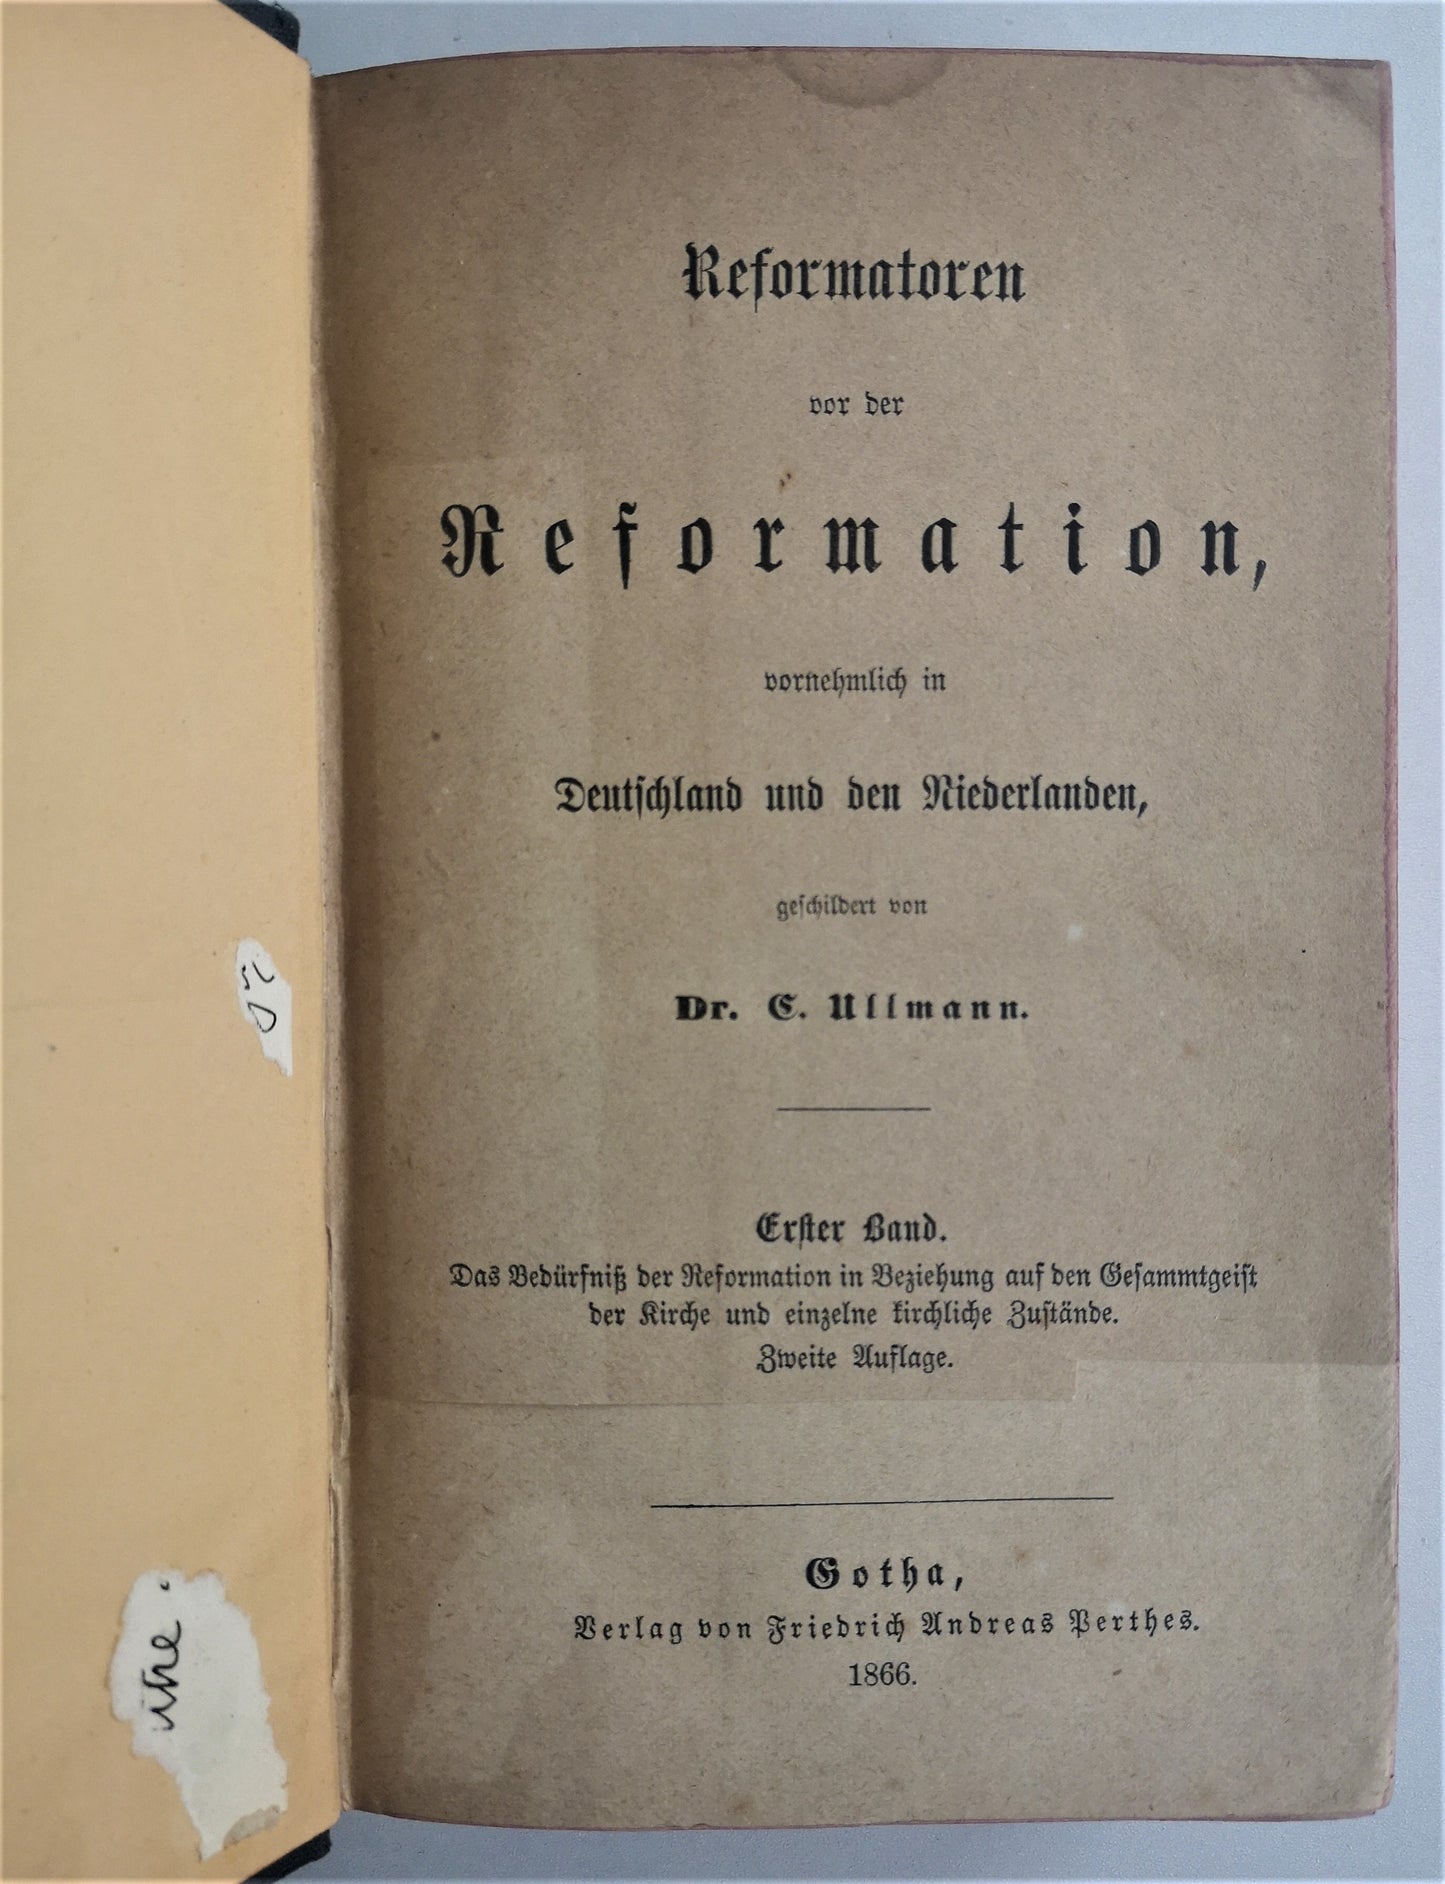 Reformatoren
vor der
Reformation,
vornehmlich in
Deutschland und den Niederlanden,
geschildert von
Dr. C. Ullmann.
Erster Band.
Das Bedürfniß der Reformation in Beziehung auf den Gesammtgeist
der Kirche und einzelne kirchliche Zustände.
Zweite Auflage.
Gotha,
Verlag von Friedrich Andreas Perthes.
1866.